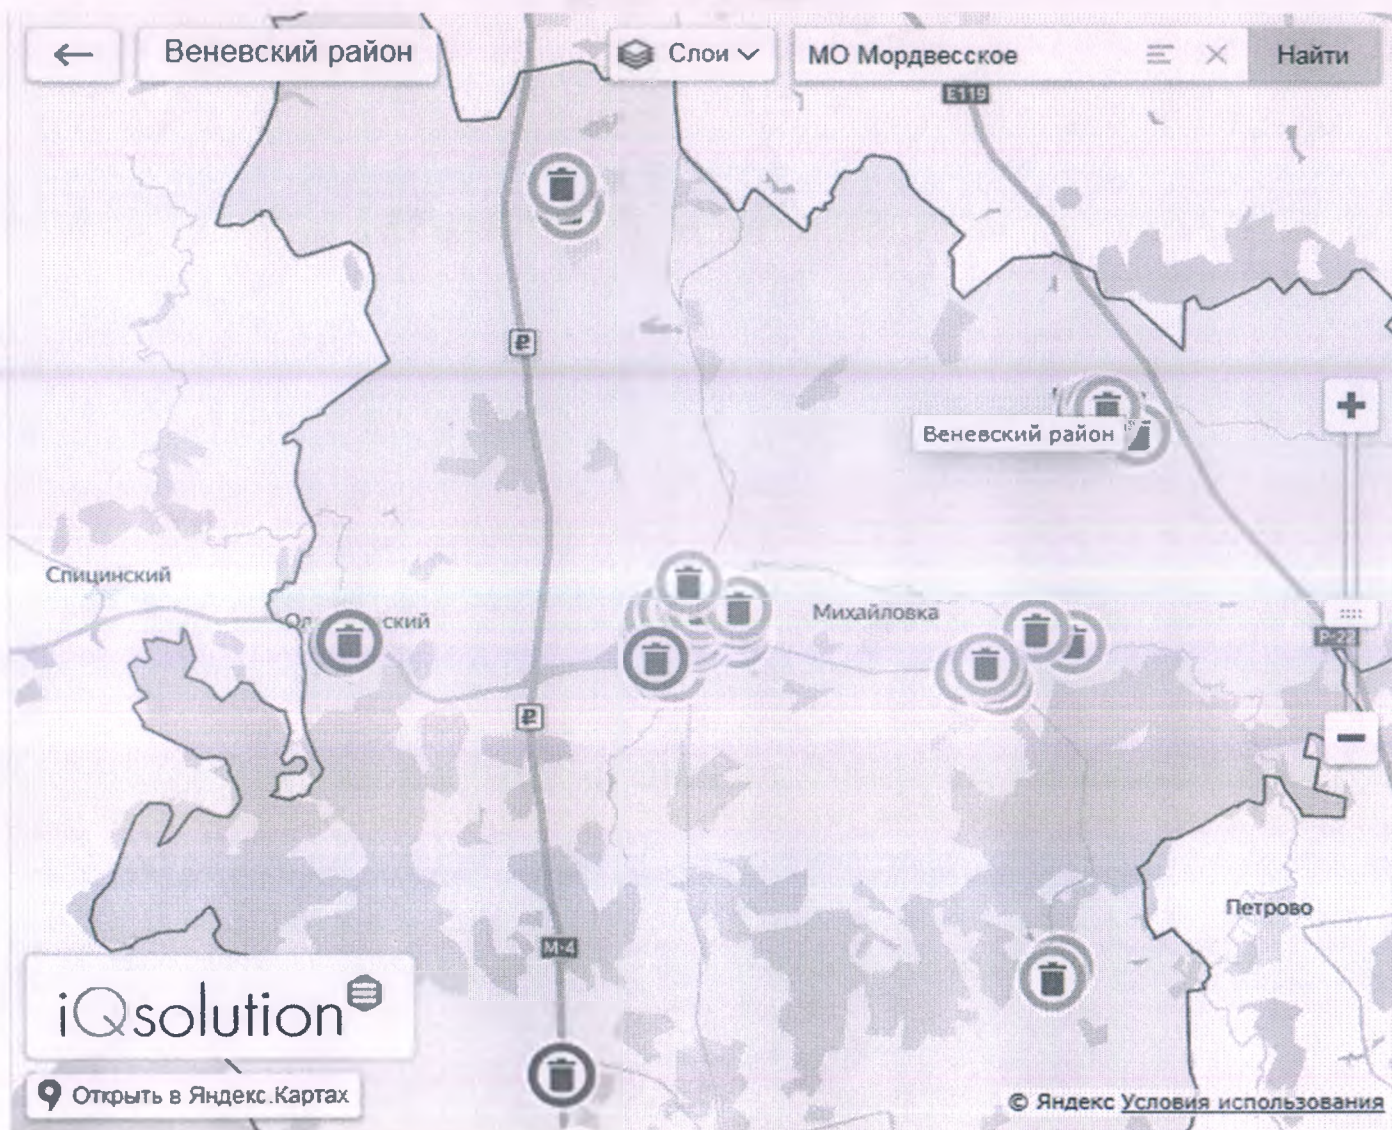 Веневский район
Слои
МО Мордвесское
Найти
E119
Веневский район
Спицинский
ский
Михайловка
P-22
Петрово
M-4
iQsolution
Открыть в Яндекс.Картах
© Яндекс Условия использования